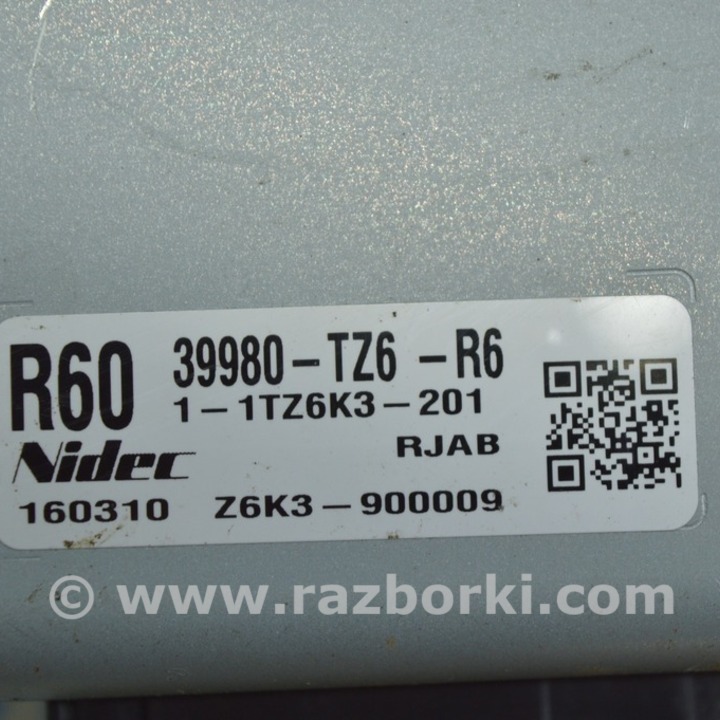 R60 39980-TZ6 -R6
1-1TZ6K3-201
Nidec RJAB
160310 Z6K3-900009
© www.razborki.com